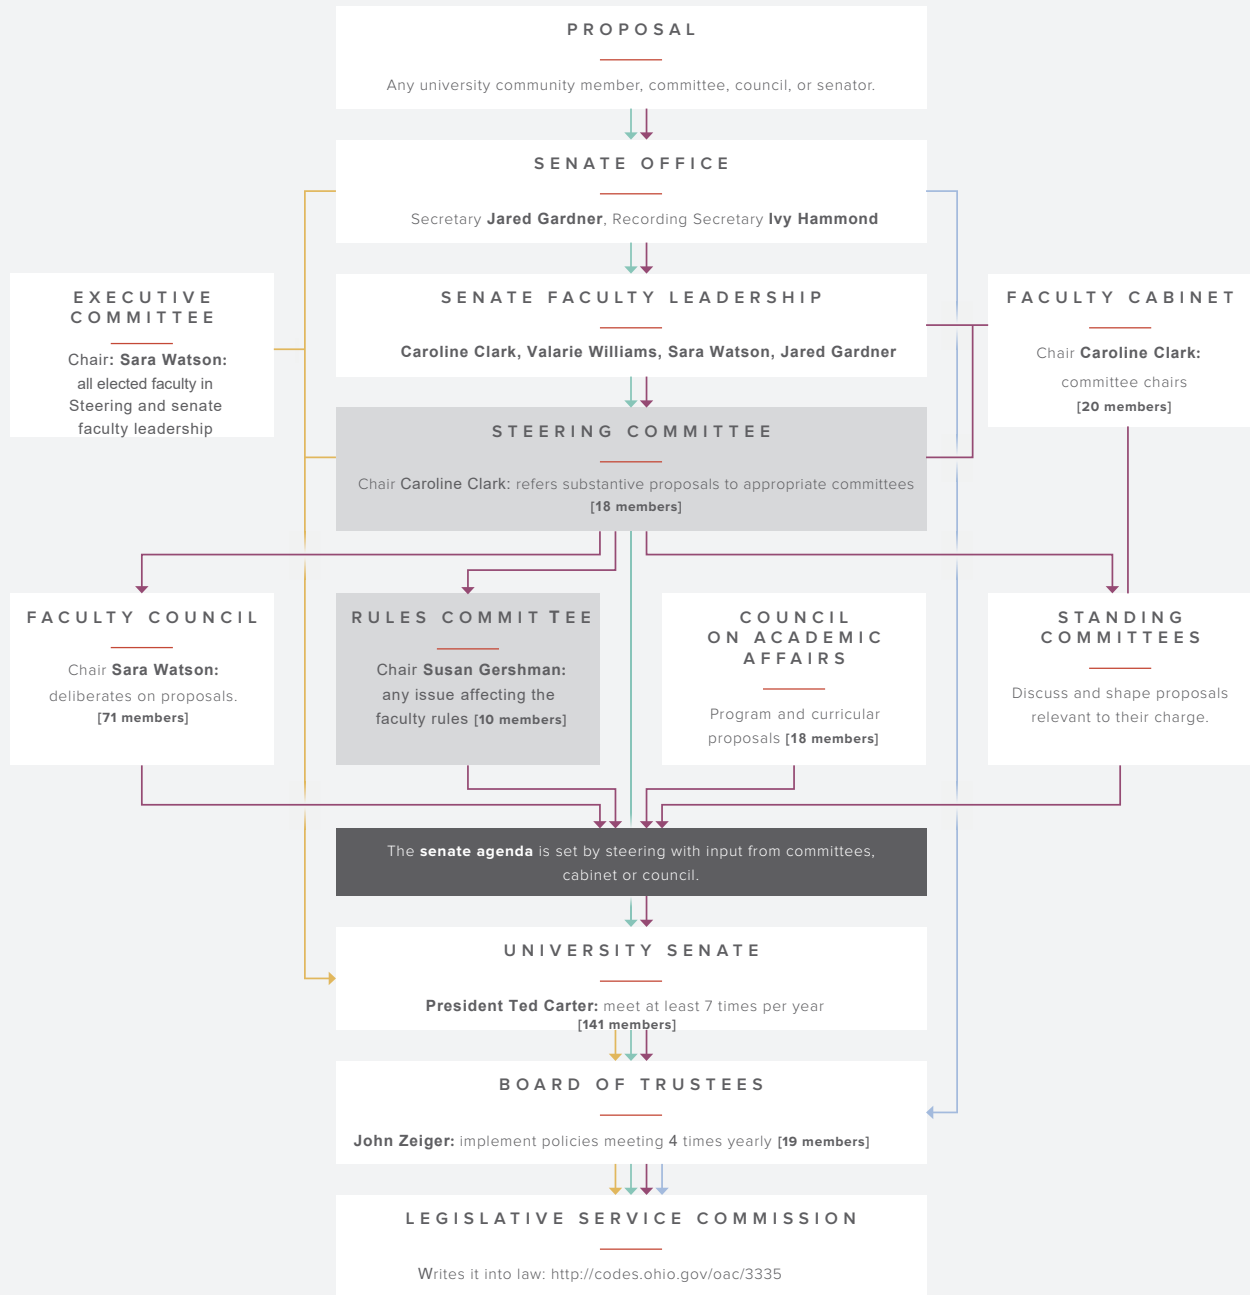 PROPOSAL
Any university community member, committee, council, or senator.
SENATE OFFICE
Secretary Jared Gardner, Recording Secretary Ivy Hammond
EXECUTIVE
COMMITTEE
Chair: Sara Watson:
all elected faculty in
Steering and senate
faculty leadership
SENATE FACULTY LEADERSHIP
Caroline Clark, Valarie Williams, Sara Watson, Jared Gardner
FACULTY CABINET
Chair Caroline Clark:
committee chairs
[20 members]
STEERING COMMITTEE
Chair Caroline Clark: refers substantive proposals to appropriate committees
[18 members]
FACULTY COUNCIL
Chair Sara Watson:
deliberates on proposals.
[71 members]
RULES COMMITTEE
Chair Susan Gershman:
any issue affecting the
faculty rules [10 members]
COUNCIL
ON ACADEMIC
AFFAIRS
Program and curricular
proposals [18 members]
STANDING
COMMITTEES
Discuss and shape proposals
relevant to their charge.
The senate agenda is set by steering with input from committees,
cabinet or council.
UNIVERSITY SENATE
President Ted Carter: meet at least 7 times per year
[141 members]
BOARD OF TRUSTEES
John Zeiger: implement policies meeting 4 times yearly [19 members]
LEGISLATIVE SERVICE COMMISSION
Writes it into law: http://codes.ohio.gov/oac/3335